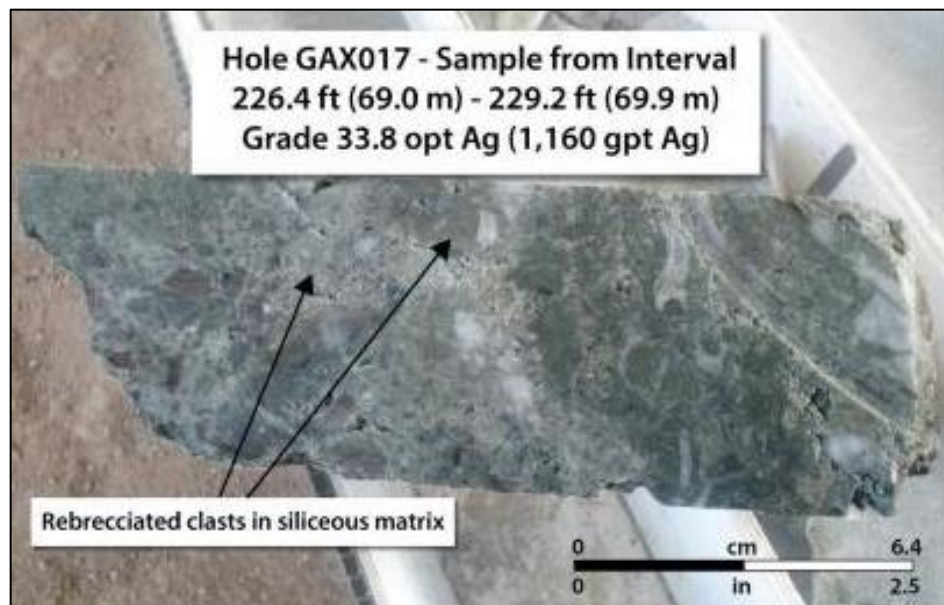 Hole GAX017 - Sample from Interval
226.4 ft (69.0 m) - 229.2 ft (69.9 m)
Grade 33.8 opt Ag (1,160 gpt Ag)
Rebrecciated clasts in siliceous matrix
0 cm 6.4
0 in 2.5